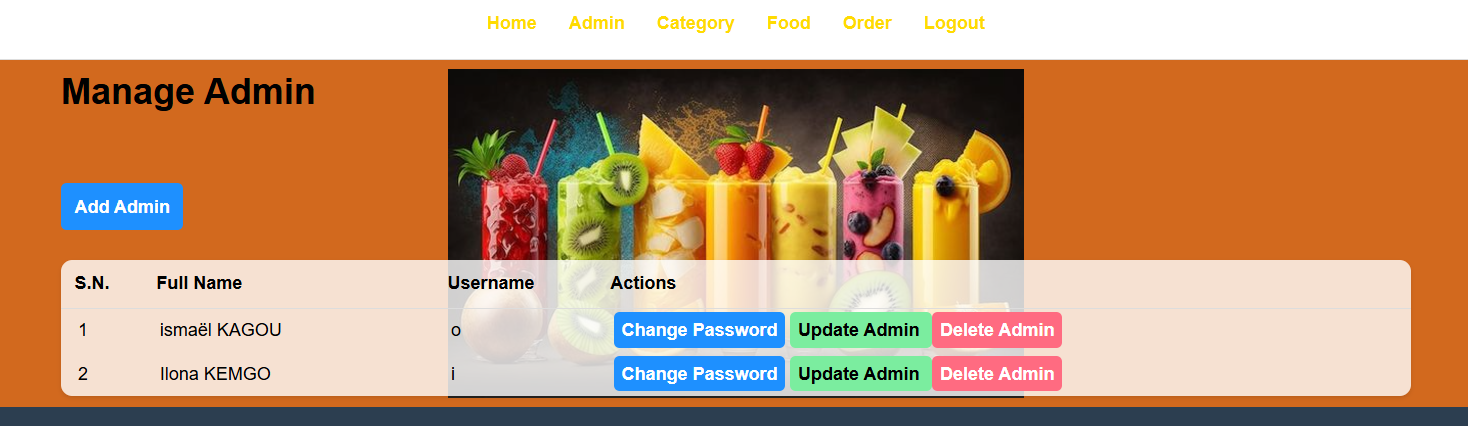 Home Admin Category Food Order Logout
Manage Admin
Add Admin
S.N. Full Name Username Actions
1 ismaël KAGOU o Change Password Update Admin Delete Admin
2 Ilona KEMGO i Change Password Update Admin Delete Admin